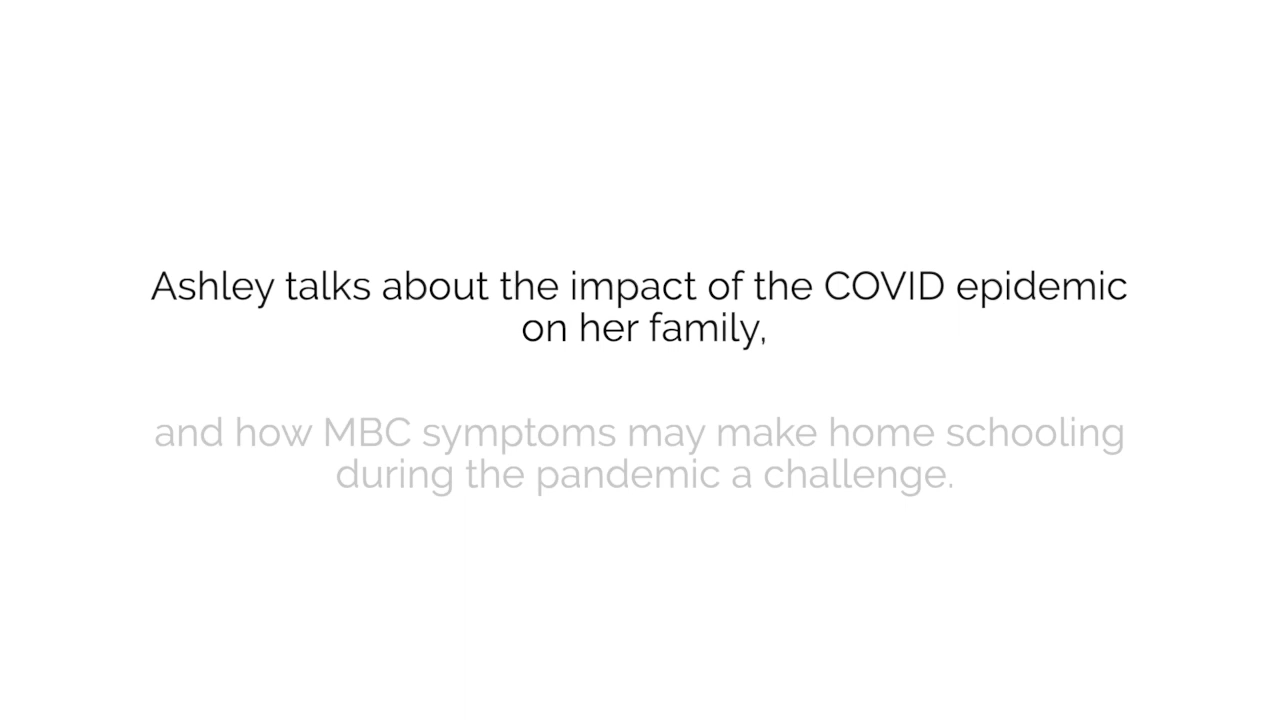 Ashley talks about the impact of the COVID epidemic
on her family,
and how MBC symptoms may make home schooling
during the pandemic a challenge.